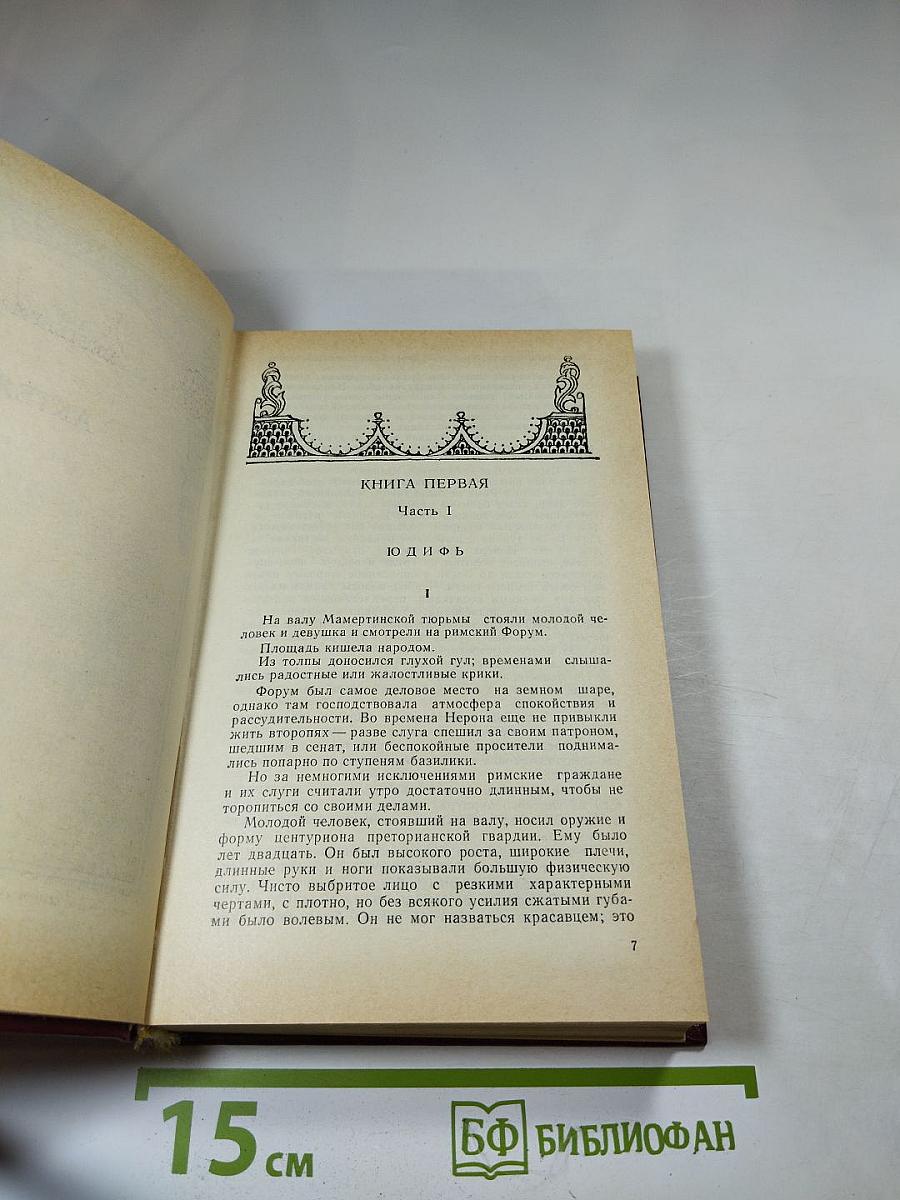 КНИГА ПЕРВАЯ
Часть I
ЮДИФЬ
I
На валу Мамертинской тюрьмы стояли молодой че-
ловек и девушка и смотрели на римский Форум.
Площадь кишела народом.
Из толпы доносился глухой гул; временами слыша-
лись радостные или жалостливые крики.
Форум был самое деловое место на земном шаре,
однако там господствовала атмосфера спокойствия и
рассудительности. Во времена Нерона еще не привыкли
жить второпях — разве слуга спешил за своим патроном,
шедшим в сенат, или беспокойные просители поднима-
лись попарно по ступеням базилики.
Но за немногими исключениями римские граждане
и их слуги считали утро достаточно длинным, чтобы не
торопиться со своими делами.
Молодой человек, стоявший на валу, носил оружие и
форму центуриона преторианской гвардии. Ему было
лет двадцать. Он был высокого роста, широкие плечи,
длинные руки и ноги показывали большую физическую
силу. Чисто выбритое лицо с резкими характерными
чертами, с плотно, но без всякого усилия сжатыми губа-
ми было волевым. Он не мог назваться красавцем; это
7
15 см
БФ БИБЛИОФАН